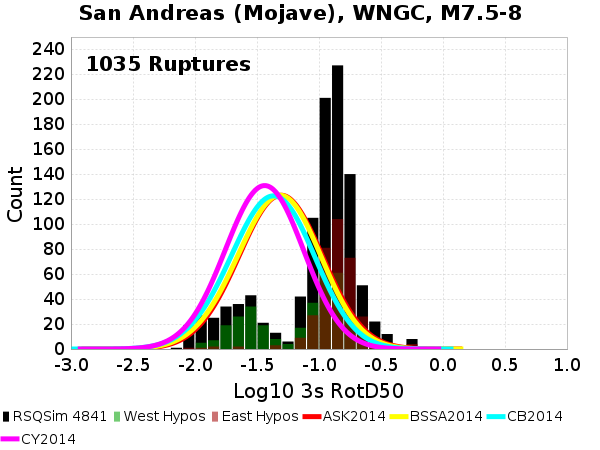 San Andreas (Mojave), WNGC, M7.5-8
1035 Ruptures
Count
240
220
200
180
160
140
120
100
80
60
40
20
0
-3.0 -2.5 -2.0 -1.5 -1.0 -0.5 0.0 0.5 1.0
Log10 3s RotD50
RSQSim 4841 West Hypos East Hypos ASK2014 BSSA2014 CB2014
CY2014